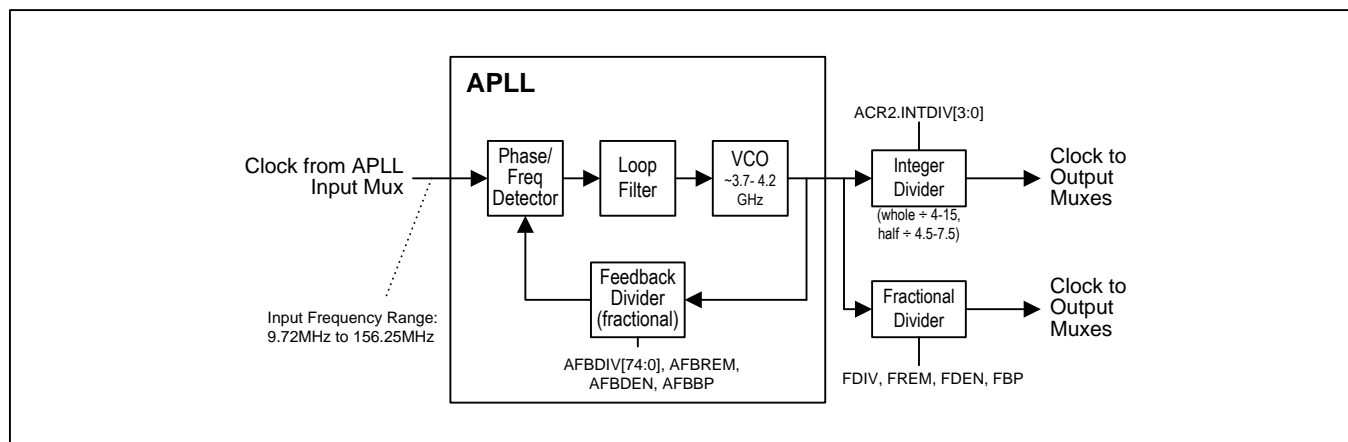 APLL
ACR2.INTDIV[3:0]
Clock from APLL
Input Mux
Phase/
Freq
Detector
Loop
Filter
VCO
~3.7- 4.2
GHz
Integer
Divider
(whole ÷ 4-15,
half ÷ 4.5-7.5)
Clock to
Output
Muxes
Feedback
Divider
(fractional)
Fractional
Divider
Clock to
Output
Muxes
Input Frequency Range:
9.72MHz to 156.25MHz
AFBDIV[74:0], AFBREM,
AFBDEN, AFBBP
FDIV, FREM, FDEN, FBP